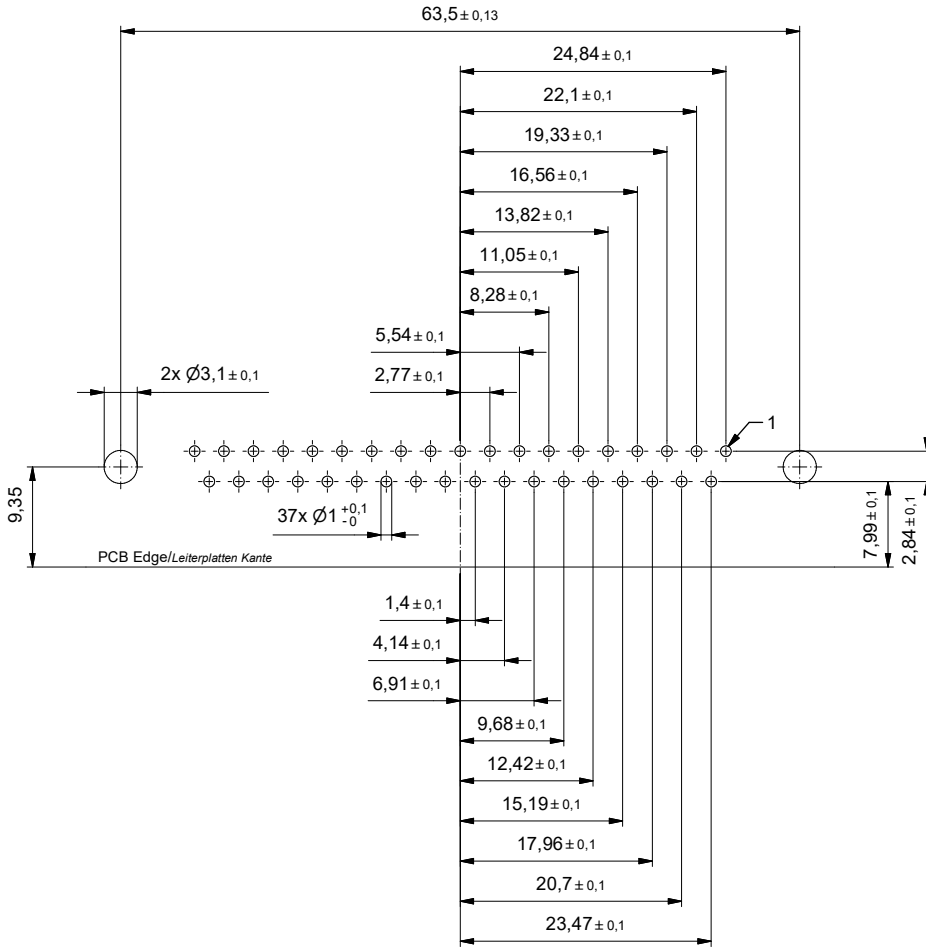 63,5 ± 0,13
24,84 ± 0,1
22,1 ± 0,1
19,33 ± 0,1
16,56 ± 0,1
13,82 ± 0,1
11,05 ± 0,1
8,28 ± 0,1
5,54 ± 0,1
2x Ø3,1 ± 0,1
2,77 ± 0,1
1
9,35
37x Ø1 +0,1 -0
7,99 ± 0,1
2,84 ± 0,1
PCB Edge/Leiterplatten Kante
1,4 ± 0,1
4,14 ± 0,1
6,91 ± 0,1
9,68 ± 0,1
12,42 ± 0,1
15,19 ± 0,1
17,96 ± 0,1
20,7 ± 0,1
23,47 ± 0,1